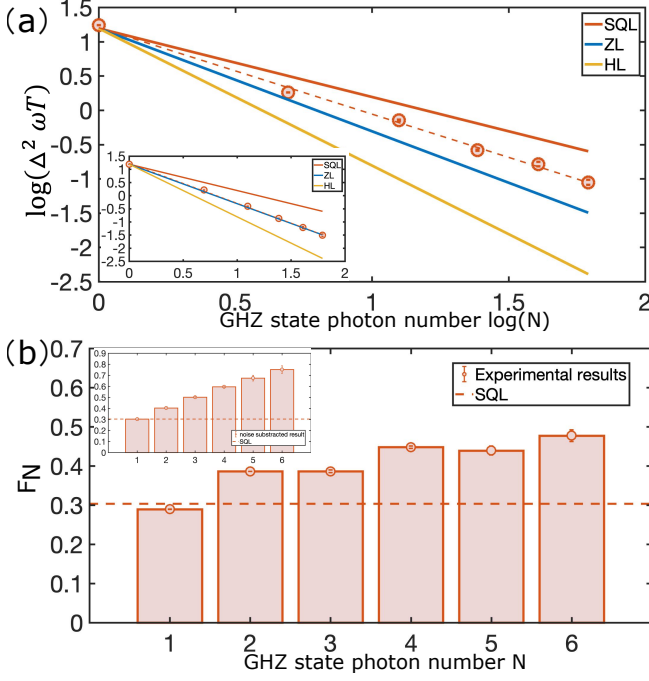 (a)
log(Δ² ωT)
1.5
1
0.5
0
-0.5
-1
-1.5
-2
-2.5
SQL
ZL
HL
1.5
1
0.5
0
-0.5
-1
-1.5
-2
-2.5
SQL
ZL
HL
0 0.5 1 1.5 2
0 0.5 1 1.5 2
GHZ state photon number log(N)
(b)
F_N
0.7
0.6
0.5
0.4
0.3
0.2
0.1
0
0.9
0.8
0.7
0.6
0.5
0.4
0.3
0.2
0.1
0
noise substracted result
SQL
1 2 3 4 5 6
Experimental results
SQL
1 2 3 4 5 6
GHZ state photon number N